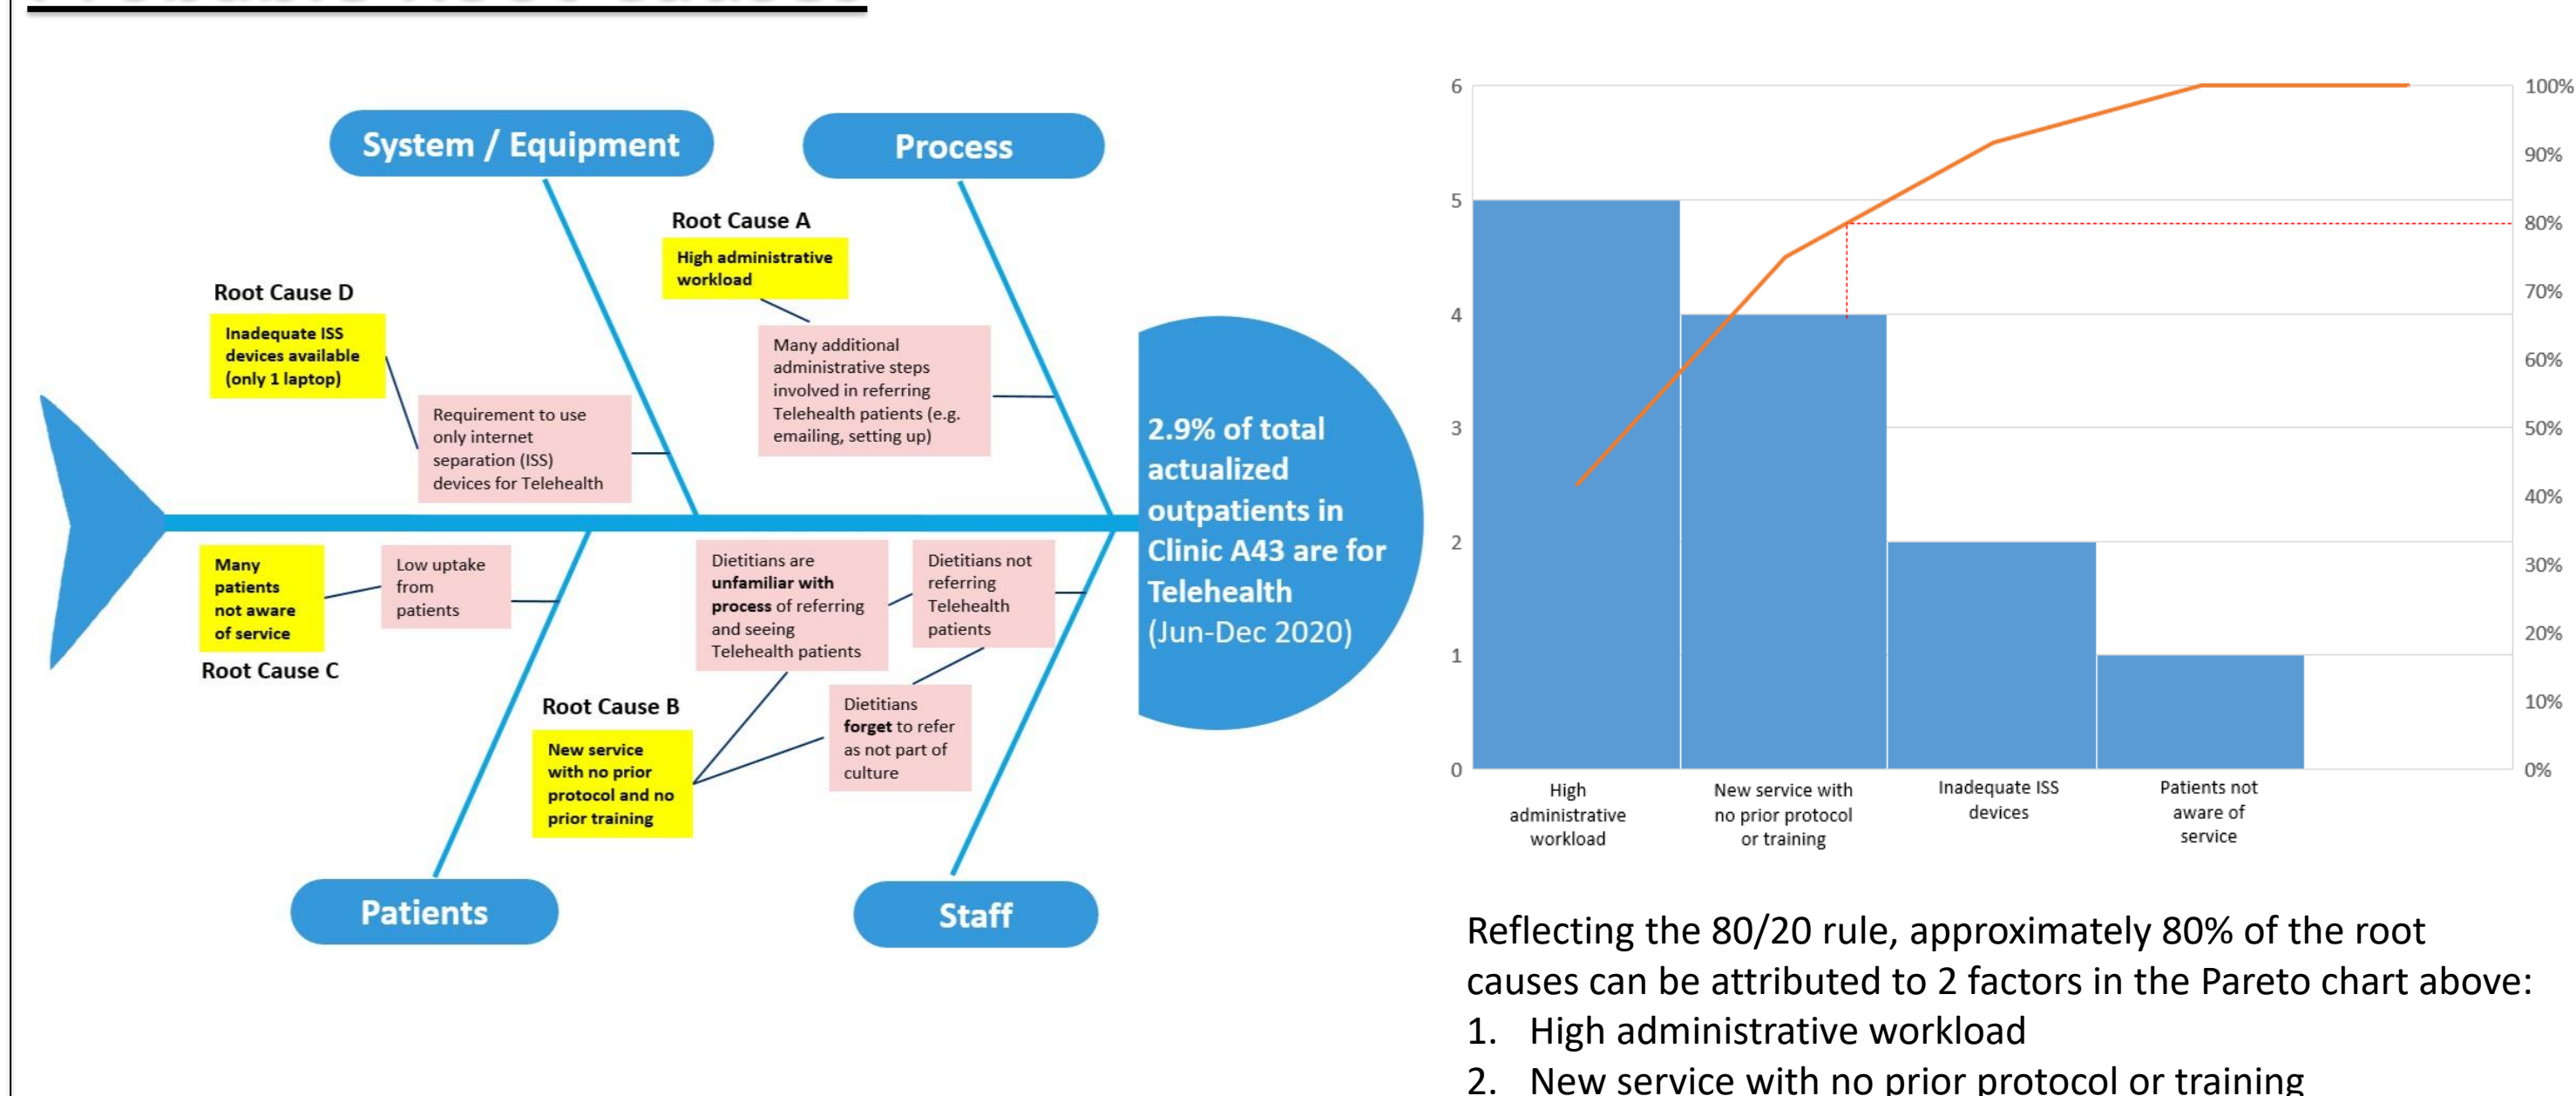 System / Equipment
Process
Root Cause A
High administrative
workload
Root Cause D
Inadequate ISS
devices available
(only 1 laptop)
Many additional
administrative steps
involved in referring
Telehealth patients (e.g.
emailing, setting up)
Requirement to use
only internet
separation (ISS)
devices for Telehealth
2.9% of total
actualized
outpatients in
Clinic A43 are for
Telehealth
(Jun-Dec 2020)
Many
patients
not aware
of service
Root Cause C
Low uptake
from
patients
Dietitians are
unfamiliar with
process of referring
and seeing
Telehealth patients
Dietitians not
referring
Telehealth
patients
Root Cause B
New service
with no prior
protocol and no
prior training
Dietitians
forget to refer
as not part of
culture
Patients
Staff
6
5
4
3
2
1
0
100%
90%
80%
70%
60%
50%
40%
30%
20%
10%
0%
High
administrative
workload
New service with
no prior protocol
or training
Inadequate ISS
devices
Patients not
aware of
service
Reflecting the 80/20 rule, approximately 80% of the root
causes can be attributed to 2 factors in the Pareto chart above:
1. High administrative workload
2. New service with no prior protocol or training